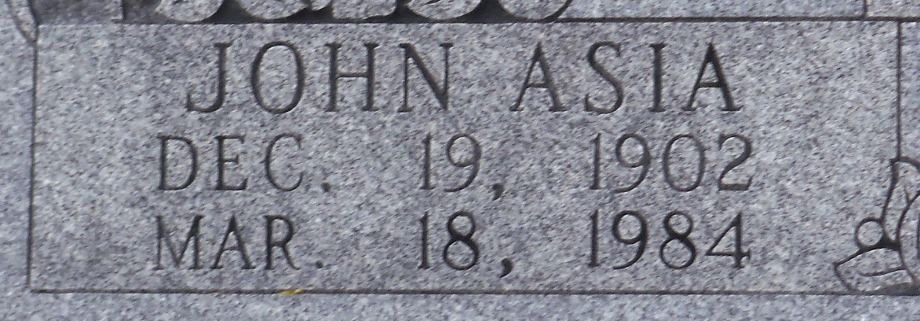 JOHN ASIA
DEC. 19, 1902
MAR. 18, 1984